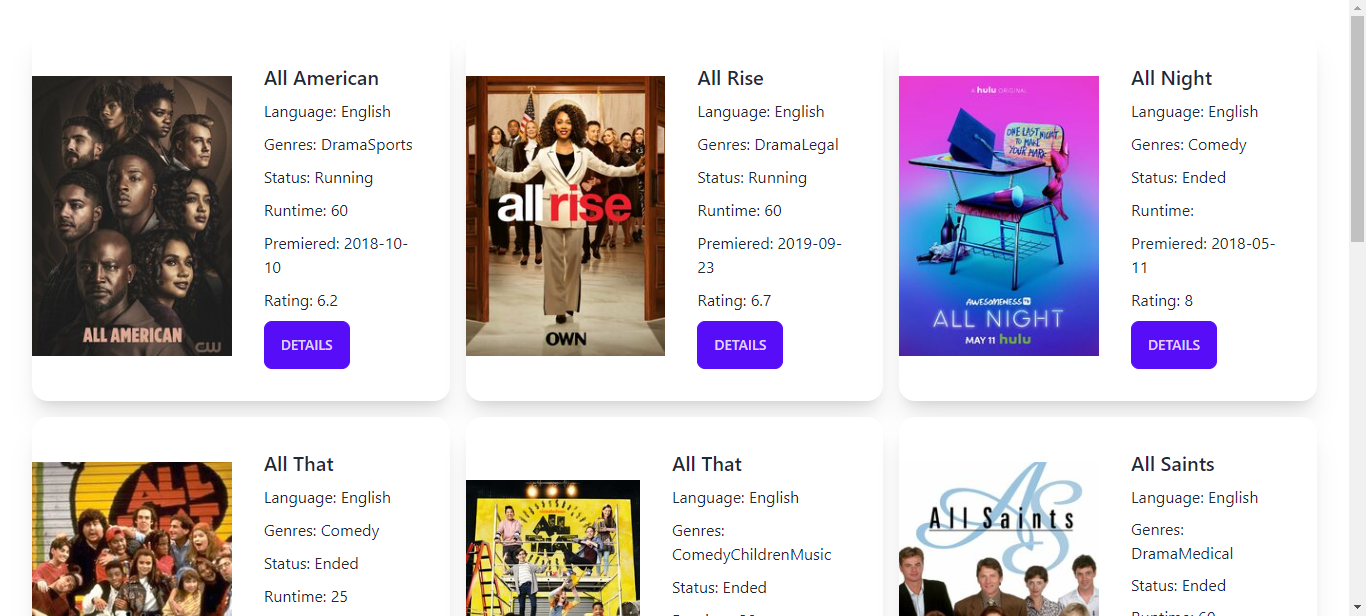 All American
Language: English
Genres: DramaSports
Status: Running
Runtime: 60
Premiered: 2018-10-
10
Rating: 6.2
DETAILS
ALL AMERICAN
CW
All Rise
Language: English
Genres: DramaLegal
Status: Running
Runtime: 60
Premiered: 2019-09-
23
Rating: 6.7
DETAILS
all rise
OWN
All Night
Language: English
Genres: Comedy
Status: Ended
Runtime:
Premiered: 2018-05-
11
Rating: 8
DETAILS
A hulu ORIGINAL
ONE LAST NIGHT
TO MAKE
YOUR MARK
AWESOMENESS TV
ALL NIGHT
MAY 11 hulu
All That
Language: English
Genres: Comedy
Status: Ended
Runtime: 25
ALL
All That
Language: English
Genres:
ComedyChildrenMusic
Status: Ended
ALL
All Saints
Language: English
Genres:
DramaMedical
Status: Ended
Runtime: 60
AS
All Saints